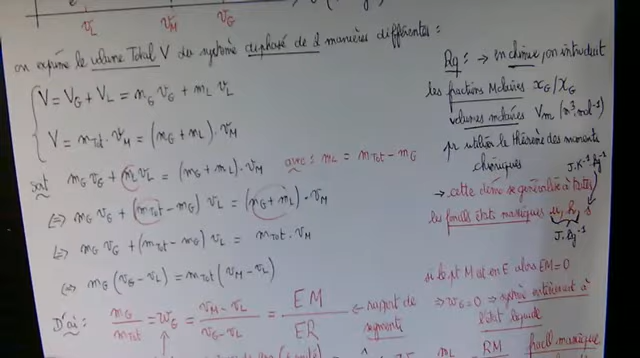 v_L v_M v_G
on exprime le volume Total V du système diphasé de 2 manières différentes :
V = V_G + V_L = m_G v_G + m_L v_L
V = m_Tot · v_M = (m_G + m_L) · v_M
soit m_G v_G + m_L v_L = (m_G + m_L) · v_M avec : m_L = m_Tot - m_G
⇔ m_G v_G + (m_Tot - m_G) v_L = (m_G + m_L) · v_M
⇔ m_G v_G + (m_Tot - m_G) v_L = m_Tot · v_M
⇔ m_G (v_G - v_L) = m_Tot (v_M - v_L)
D'où : m_G / m_Tot = w_G = (v_M - v_L) / (v_G - v_L) = EM / ER ← rapport de
segments
Rq : → en chimie, on introduit
les fractions Molaires x_G / x_G
volumes molaires V_m (m³.mol⁻¹)
pr utiliser le théorème des moments
chimiques
J.K⁻¹.Kg⁻¹
→ cette démo se généralise à toutes
les fonct° état massiques u, h, s
J.Kg⁻¹
si le pt M est en E alors EM = 0
⇒ w_G = 0 ⇒ système entièrement à
l'état liquide
m_L RM fract° massique